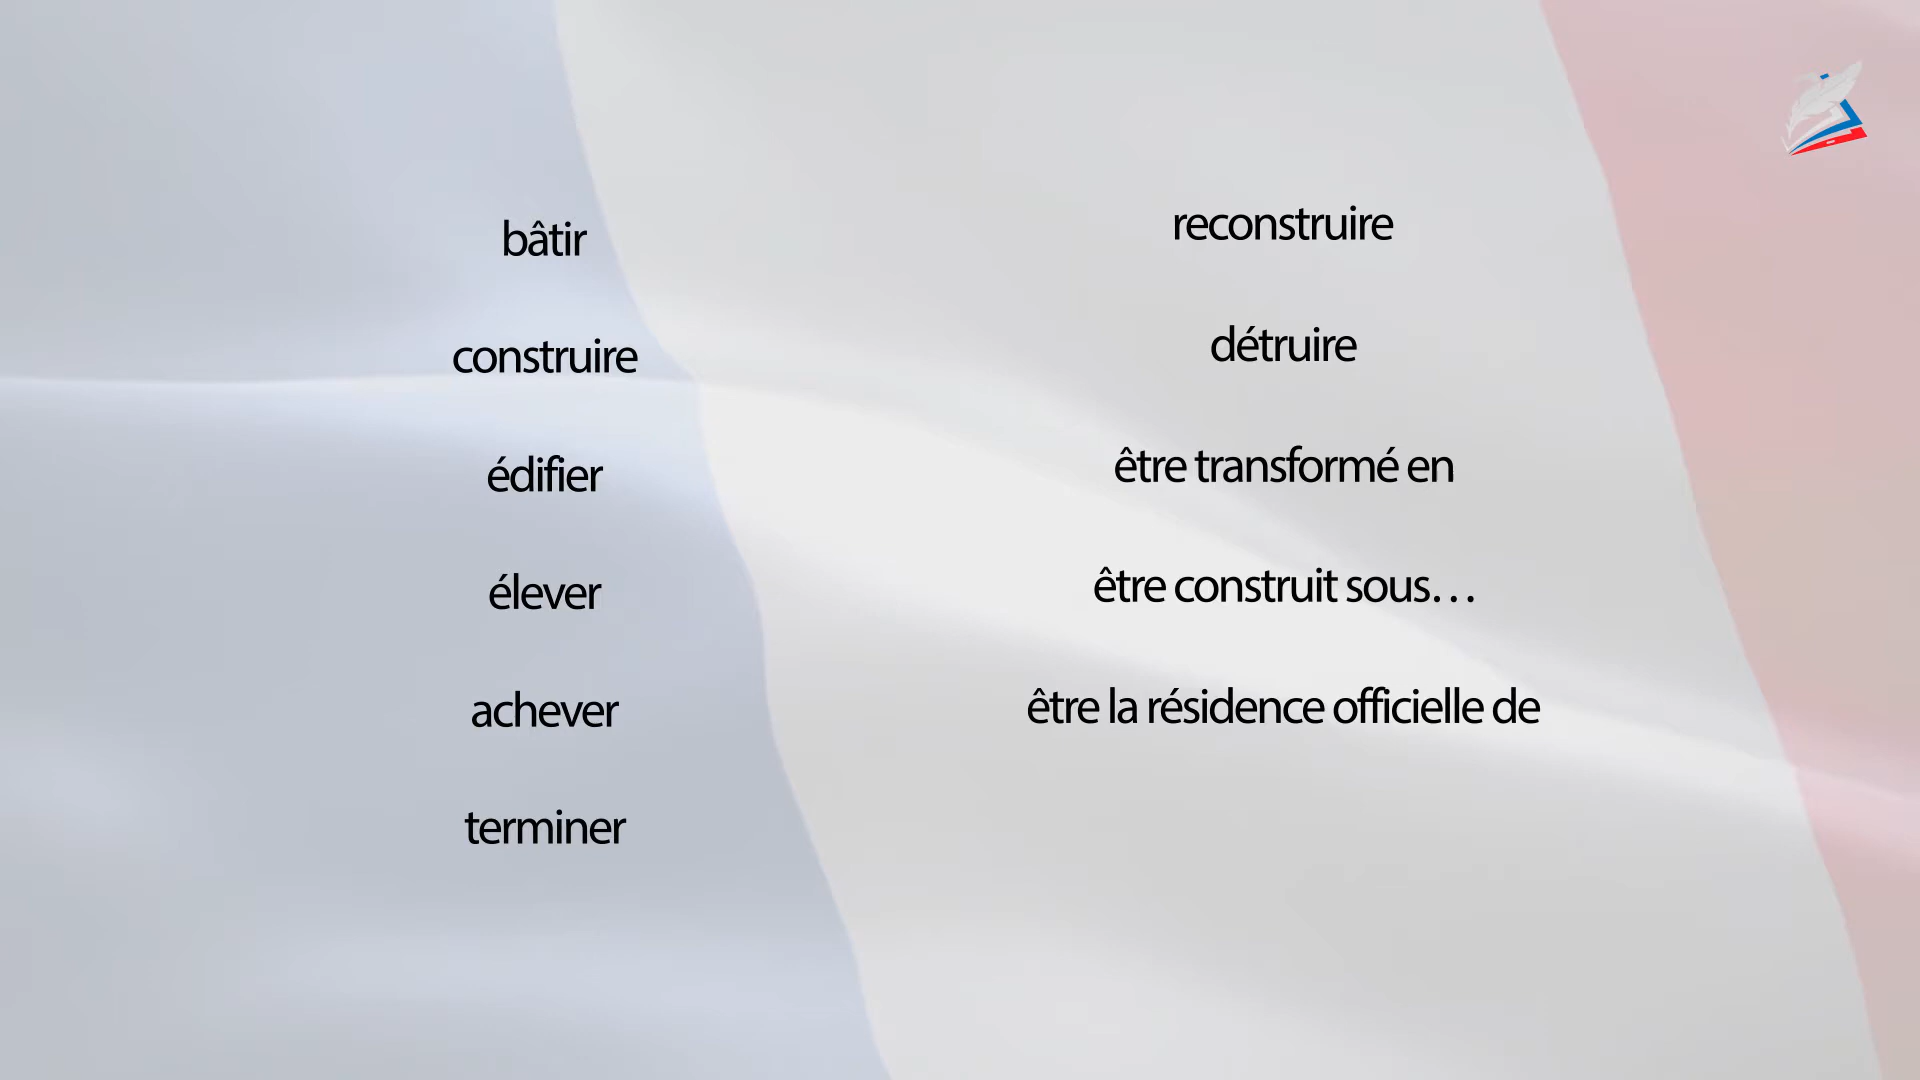 bâtir
construire
édifier
élever
achever
terminer
reconstruire
détruire
être transformé en
être construit sous…
être la résidence officielle de